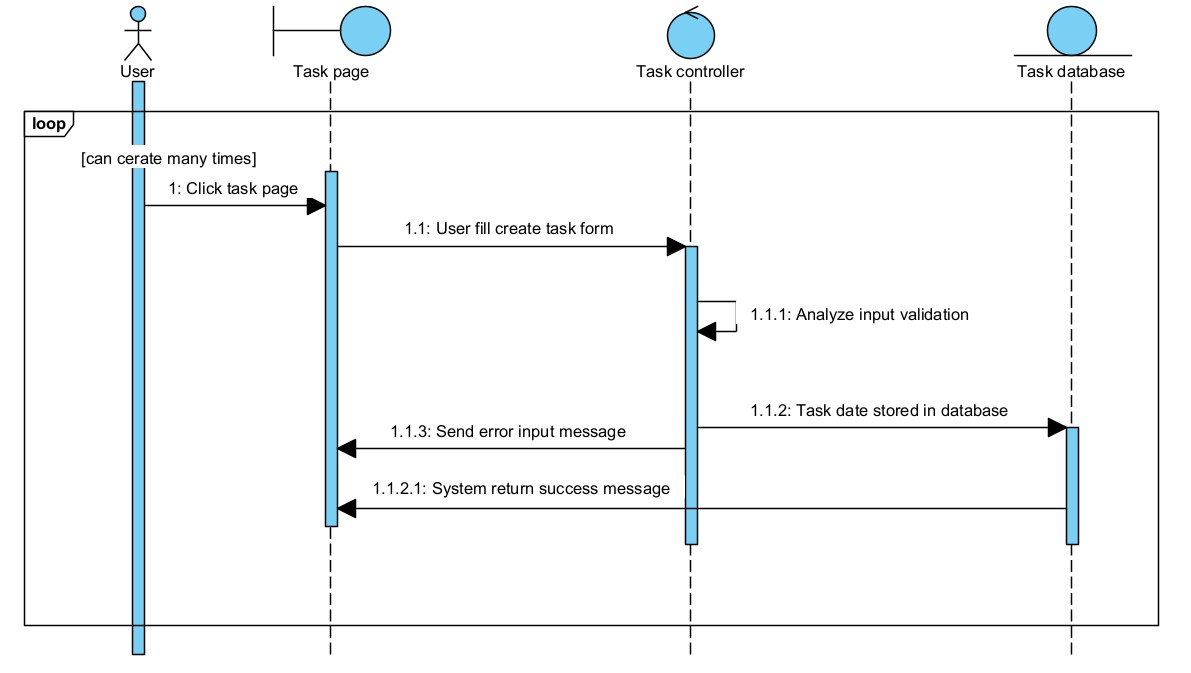 User
Task page
Task controller
Task database
loop
[can cerate many times]
1: Click task page
1.1: User fill create task form
1.1.1: Analyze input validation
1.1.2: Task date stored in database
1.1.3: Send error input message
1.1.2.1: System return success message